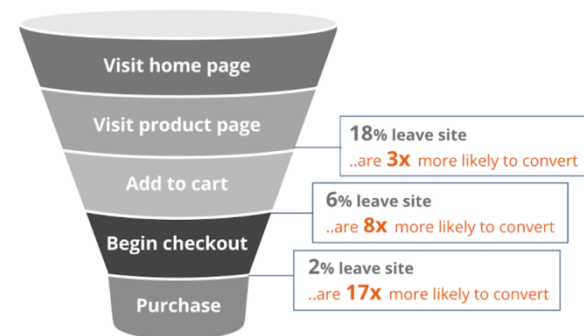 Visit home page
Visit product page
18% leave site
..are 3x more likely to convert
Add to cart
6% leave site
..are 8x more likely to convert
Begin checkout
2% leave site
..are 17x more likely to convert
Purchase